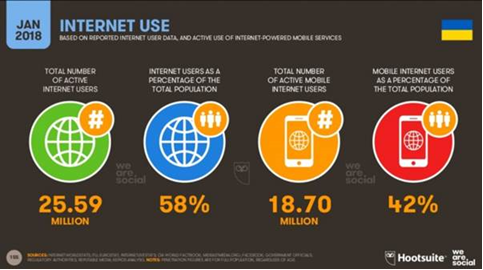 JAN
2018
INTERNET USE
BASED ON REPORTED INTERNET USER DATA, AND ACTIVE USE OF INTERNET-POWERED MOBILE SERVICES
TOTAL NUMBER
OF ACTIVE
INTERNET USERS
INTERNET USERS AS A
PERCENTAGE OF THE
TOTAL POPULATION
TOTAL NUMBER
OF ACTIVE MOBILE
INTERNET USERS
MOBILE INTERNET USERS
AS A PERCENTAGE OF
THE TOTAL POPULATION
#
#
we
are
social
we
are
social
25.59
MILLION
58%
18.70
MILLION
42%
SOURCES:
Hootsuite
we
are
social